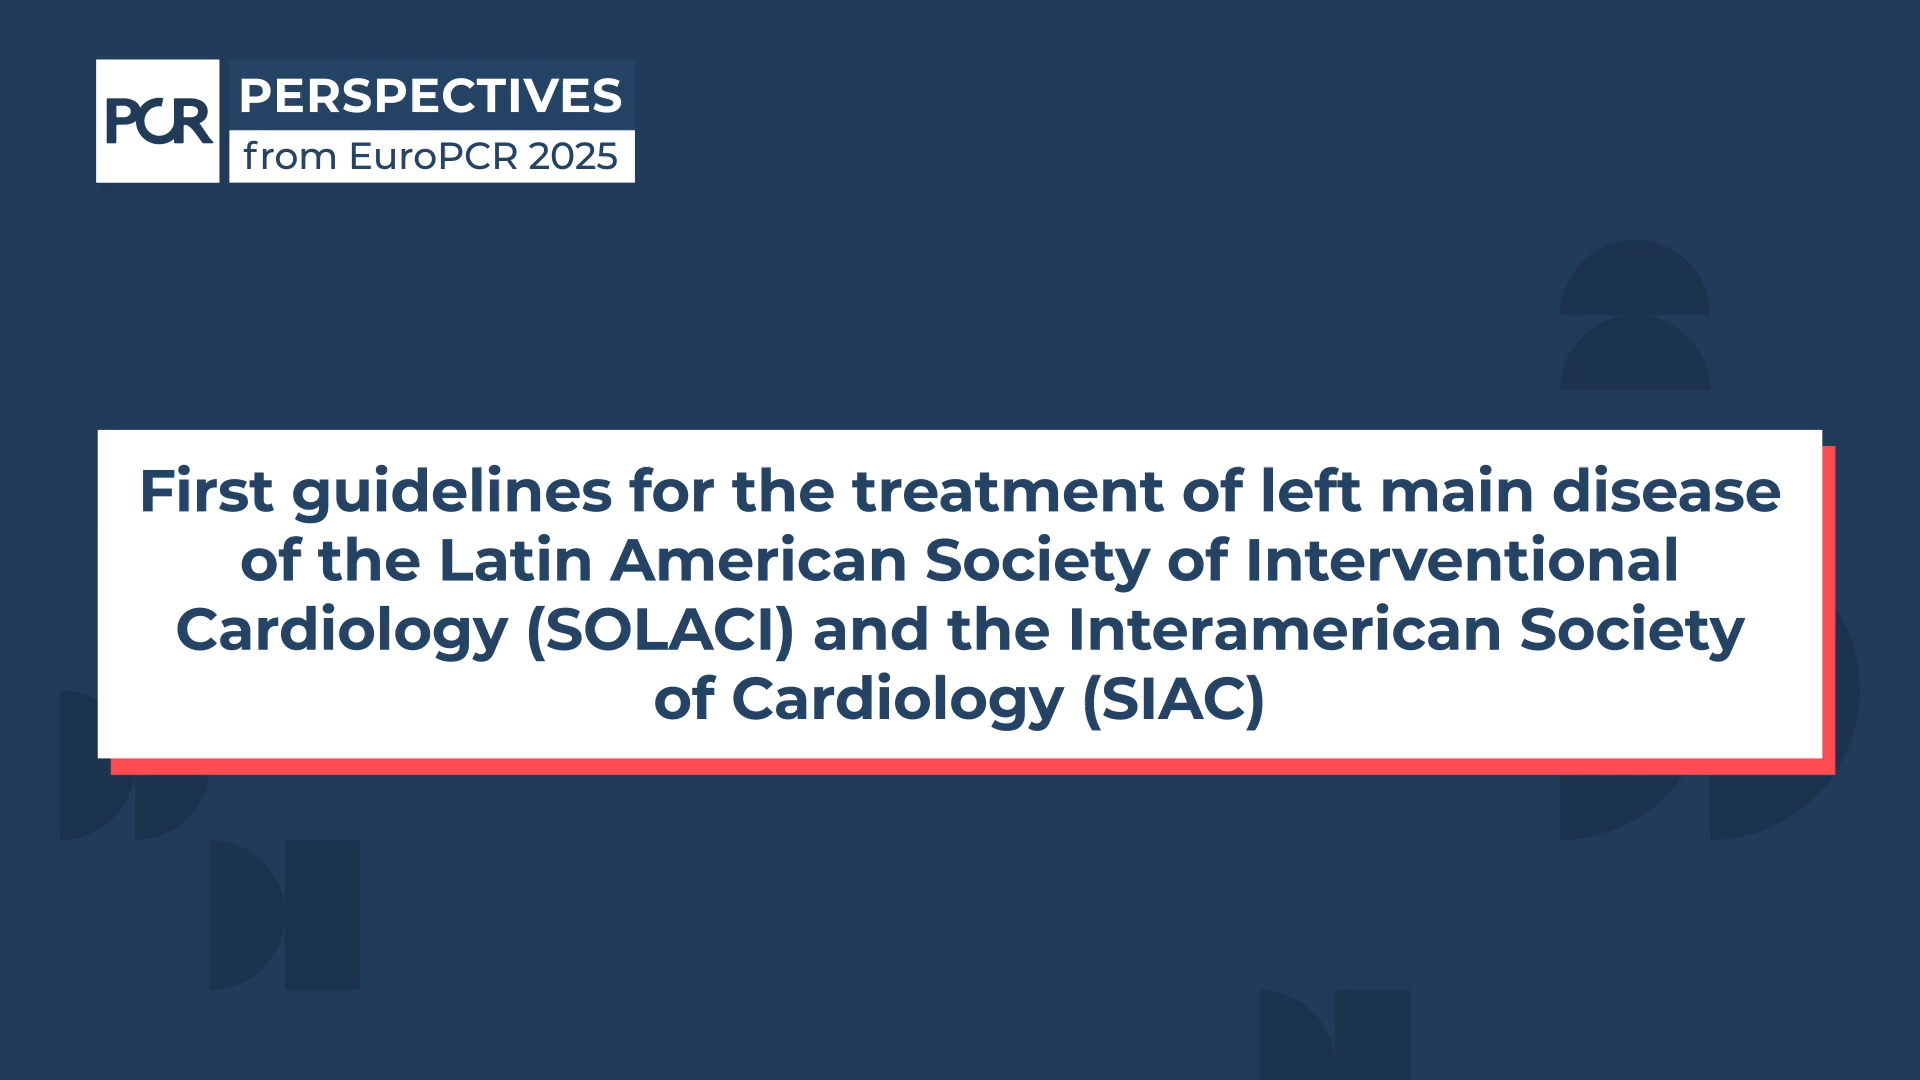 PCR
PERSPECTIVES
from EuroPCR 2025
First guidelines for the treatment of left main disease
of the Latin American Society of Interventional
Cardiology (SOLACI) and the Interamerican Society
of Cardiology (SIAC)